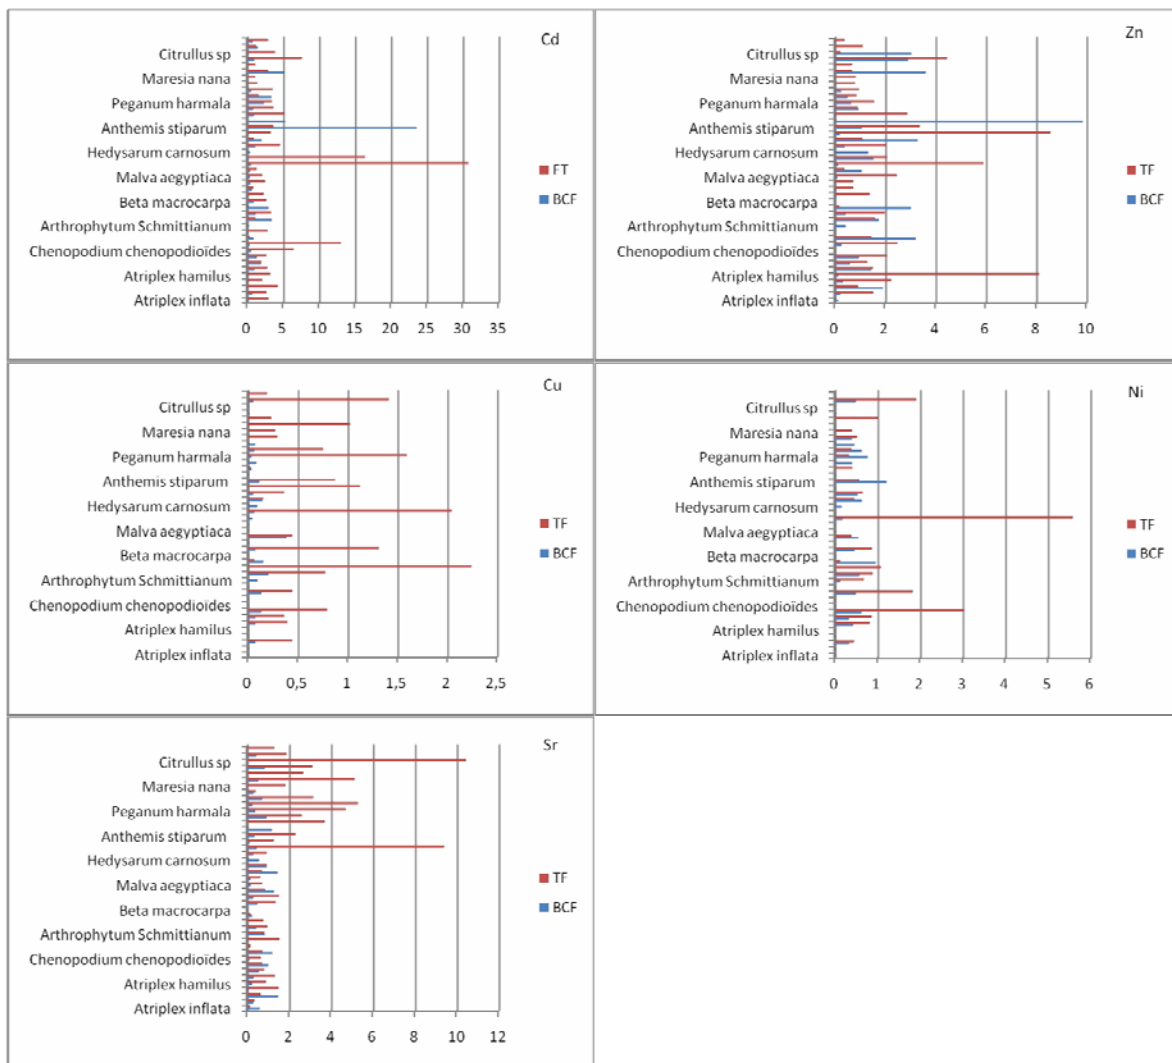 Cd
Citrullus sp
Maresia nana
Peganum harmala
Anthemis stiparum
Hedysarum carnosum
Malva aegyptiaca
Beta macrocarpa
Arthrophytum Schmittianum
Chenopodium chenopodioïdes
Atriplex hamilus
Atriplex inflata
FT
BCF
0 5 10 15 20 25 30 35
Zn
Citrullus sp
Maresia nana
Peganum harmala
Anthemis stiparum
Hedysarum carnosum
Malva aegyptiaca
Beta macrocarpa
Arthrophytum Schmittianum
Chenopodium chenopodioïdes
Atriplex hamilus
Atriplex inflata
TF
BCF
0 2 4 6 8 10
Cu
Citrullus sp
Maresia nana
Peganum harmala
Anthemis stiparum
Hedysarum carnosum
Malva aegyptiaca
Beta macrocarpa
Arthrophytum Schmittianum
Chenopodium chenopodioïdes
Atriplex hamilus
Atriplex inflata
TF
BCF
0 0,5 1 1,5 2 2,5
Ni
Citrullus sp
Maresia nana
Peganum harmala
Anthemis stiparum
Hedysarum carnosum
Malva aegyptiaca
Beta macrocarpa
Arthrophytum Schmittianum
Chenopodium chenopodioïdes
Atriplex hamilus
Atriplex inflata
TF
BCF
0 1 2 3 4 5 6
Sr
Citrullus sp
Maresia nana
Peganum harmala
Anthemis stiparum
Hedysarum carnosum
Malva aegyptiaca
Beta macrocarpa
Arthrophytum Schmittianum
Chenopodium chenopodioïdes
Atriplex hamilus
Atriplex inflata
TF
BCF
0 2 4 6 8 10 12